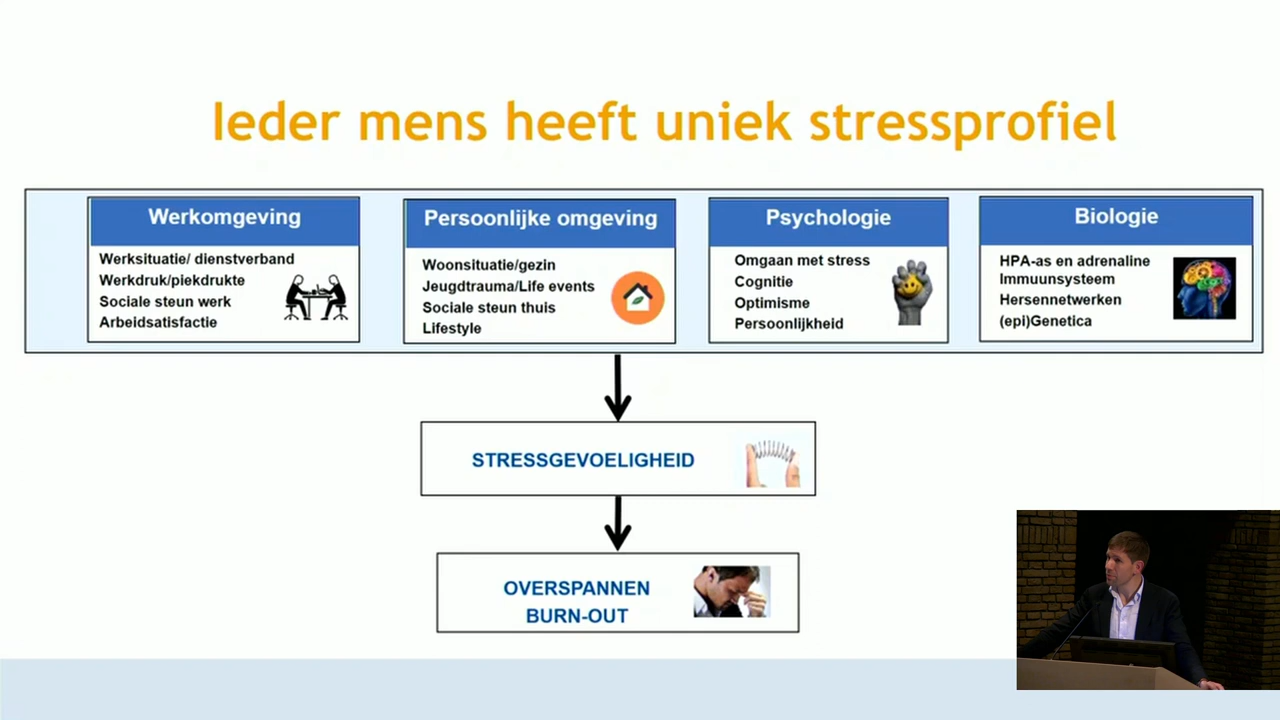 Ieder mens heeft uniek stressprofiel
Werkomgeving
Werksituatie/ dienstverband
Werkdruk/piekdrukte
Sociale steun werk
Arbeidsatisfactie
Persoonlijke omgeving
Woonsituatie/gezin
Jeugdtrauma/Life events
Sociale steun thuis
Lifestyle
Psychologie
Omgaan met stress
Cognitie
Optimisme
Persoonlijkheid
Biologie
HPA-as en adrenaline
Immuunsysteem
Hersennetwerken
(epi)Genetica
STRESSGEVOELIGHEID
OVERSPANNEN
BURN-OUT